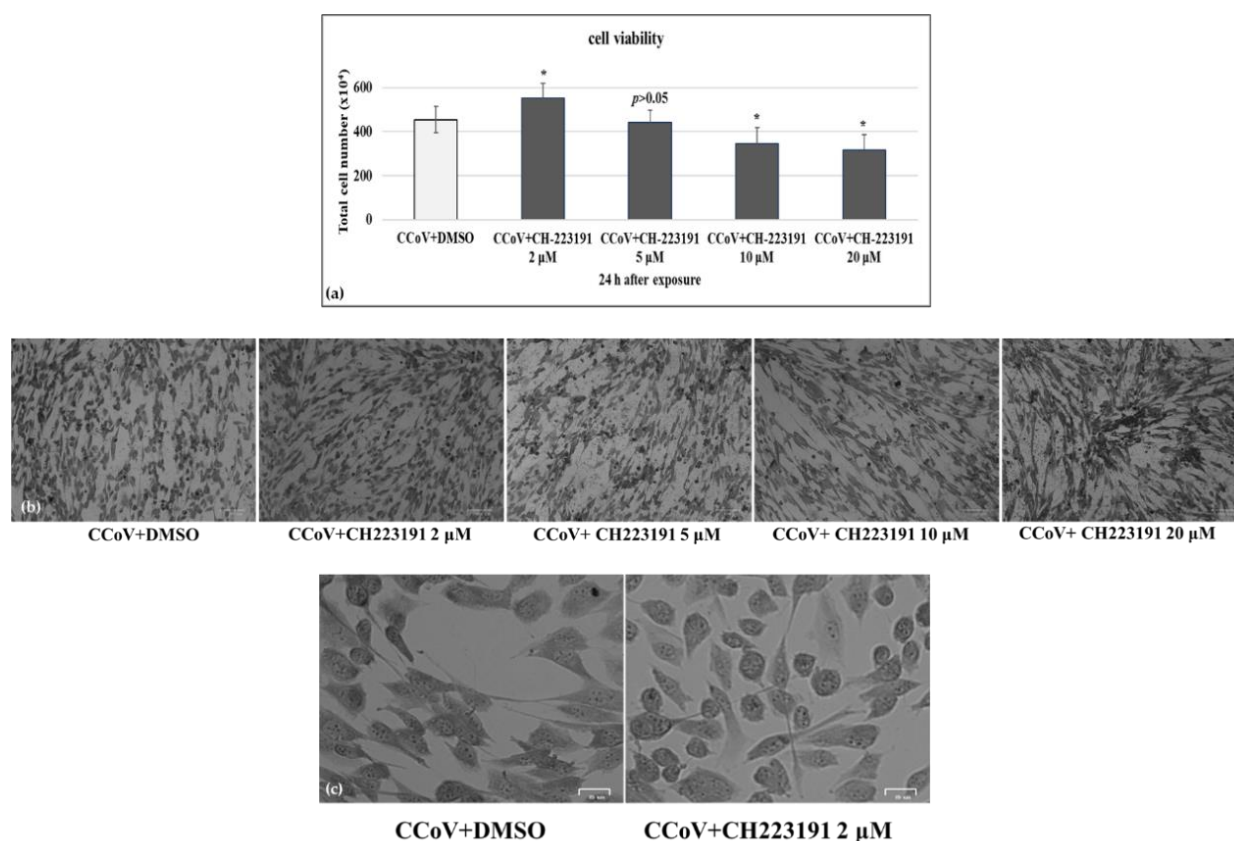 cell viability
Total cell number (x10⁴)
600
400
200
0
*
p>0.05
*
*
CCoV+DMSO
CCoV+CH-223191
2 µM
CCoV+CH-223191
5 µM
CCoV+CH-223191
10 µM
CCoV+CH-223191
20 µM
24 h after exposure
(a)
(b)
CCoV+DMSO
CCoV+CH223191 2 µM
CCoV+ CH223191 5 µM
CCoV+ CH223191 10 µM
CCoV+ CH223191 20 µM
(c)
CCoV+DMSO
CCoV+CH223191 2 µM